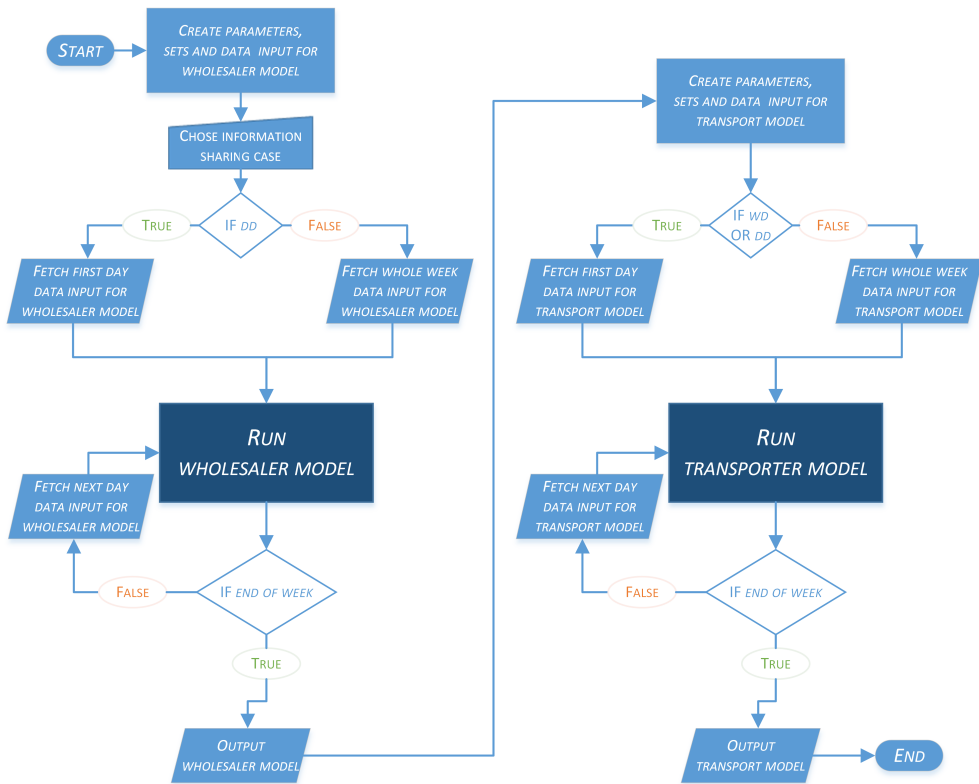 START
CREATE PARAMETERS,
SETS AND DATA INPUT FOR
WHOLESALER MODEL
CHOSE INFORMATION
SHARING CASE
TRUE
IF DD
FALSE
FETCH FIRST DAY
DATA INPUT FOR
WHOLESALER MODEL
FETCH WHOLE WEEK
DATA INPUT FOR
WHOLESALER MODEL
RUN
WHOLESALER MODEL
FETCH NEXT DAY
DATA INPUT FOR
WHOLESALER MODEL
FALSE
IF END OF WEEK
TRUE
OUTPUT
WHOLESALER MODEL
CREATE PARAMETERS,
SETS AND DATA INPUT FOR
TRANSPORT MODEL
TRUE
IF WD
OR DD
FALSE
FETCH FIRST DAY
DATA INPUT FOR
TRANSPORT MODEL
FETCH WHOLE WEEK
DATA INPUT FOR
TRANSPORT MODEL
RUN
TRANSPORTER MODEL
FETCH NEXT DAY
DATA INPUT FOR
TRANSPORT MODEL
FALSE
IF END OF WEEK
TRUE
OUTPUT
TRANSPORT MODEL
END